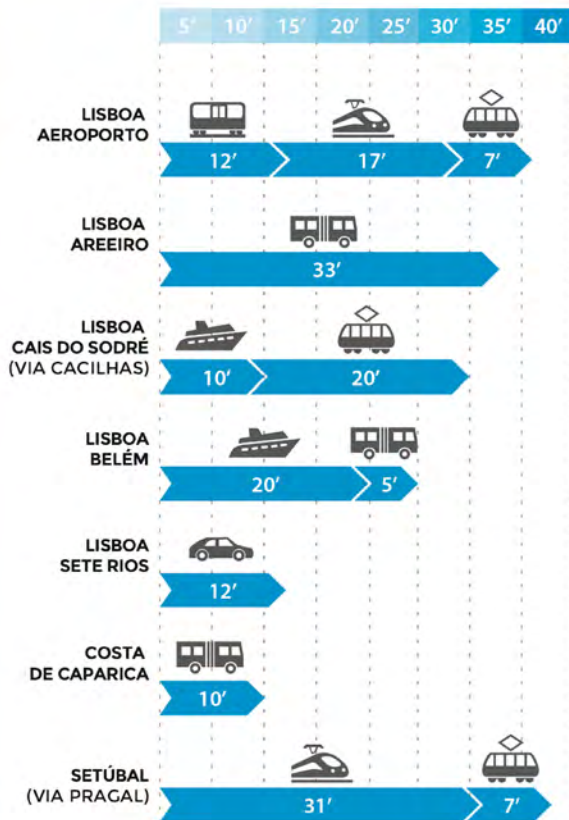 5’ 10’ 15’ 20’ 25’ 30’ 35’ 40’
LISBOA
AEROPORTO
12’ 17’ 7’
LISBOA
AREEIRO
33’
LISBOA
CAIS DO SODRÉ
(VIA CACILHAS)
10’ 20’
LISBOA
BELÉM
20’ 5’
LISBOA
SETE RIOS
12’
COSTA
DE CAPARICA
10’
SETÚBAL
(VIA PRAGAL)
31’ 7’